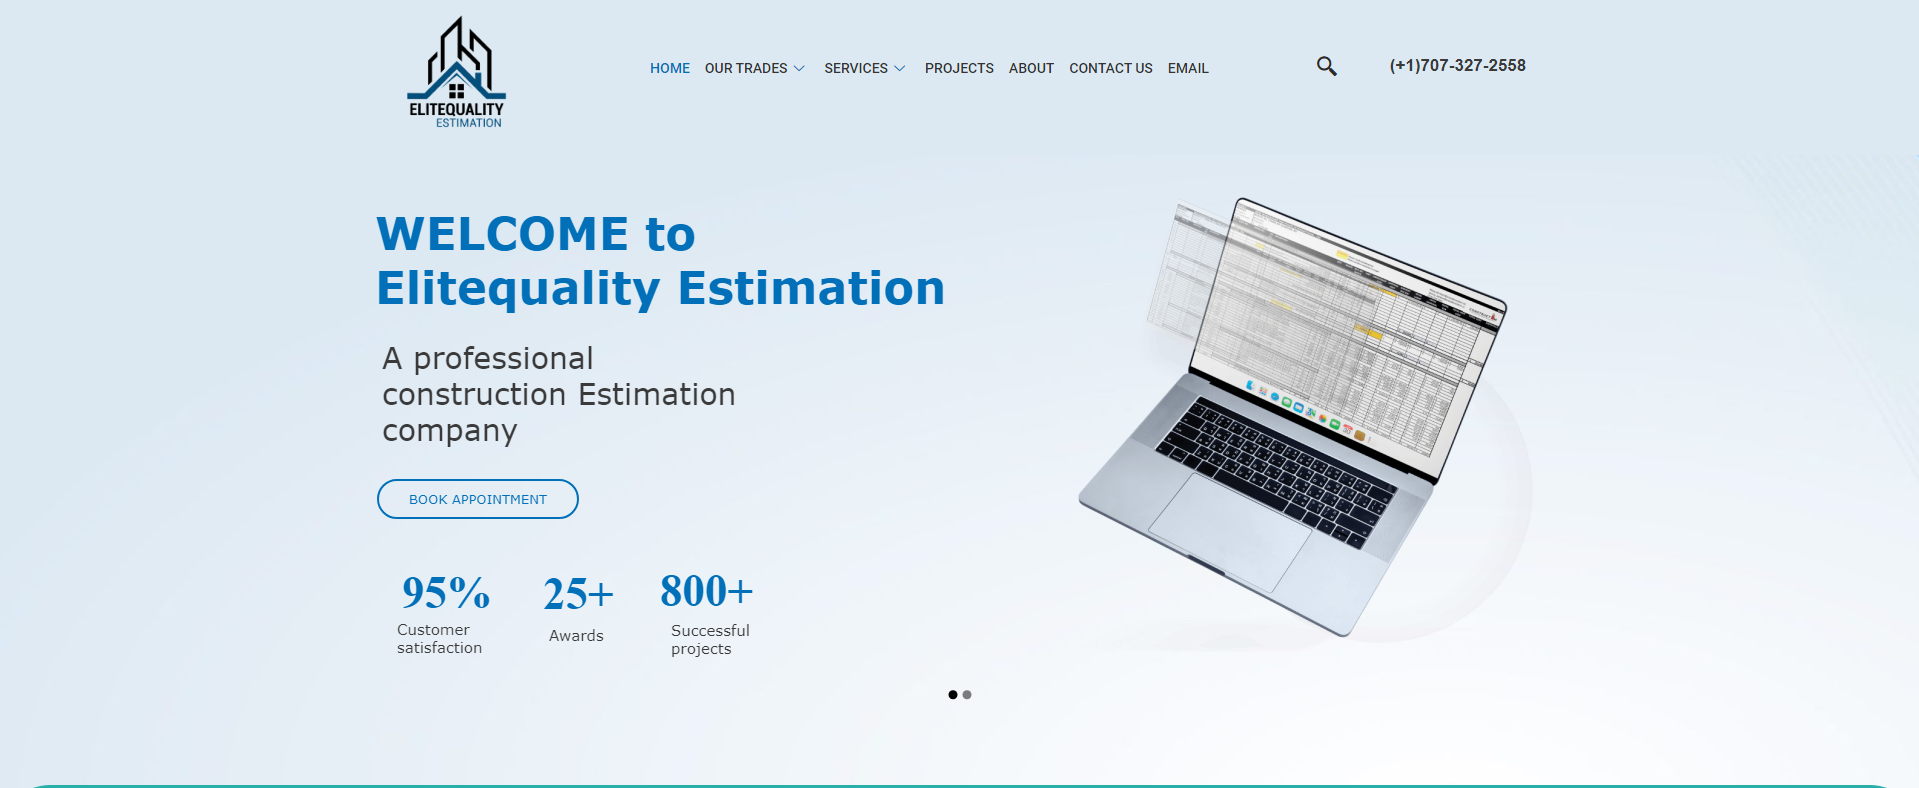 ELITEQUALITY
ESTIMATION
HOME OUR TRADES SERVICES PROJECTS ABOUT CONTACT US EMAIL
(+1)707-327-2558
WELCOME to
Elitequality Estimation
A professional
construction Estimation
company
BOOK APPOINTMENT
95% 25+ 800+
Customer
satisfaction
Awards
Successful
projects